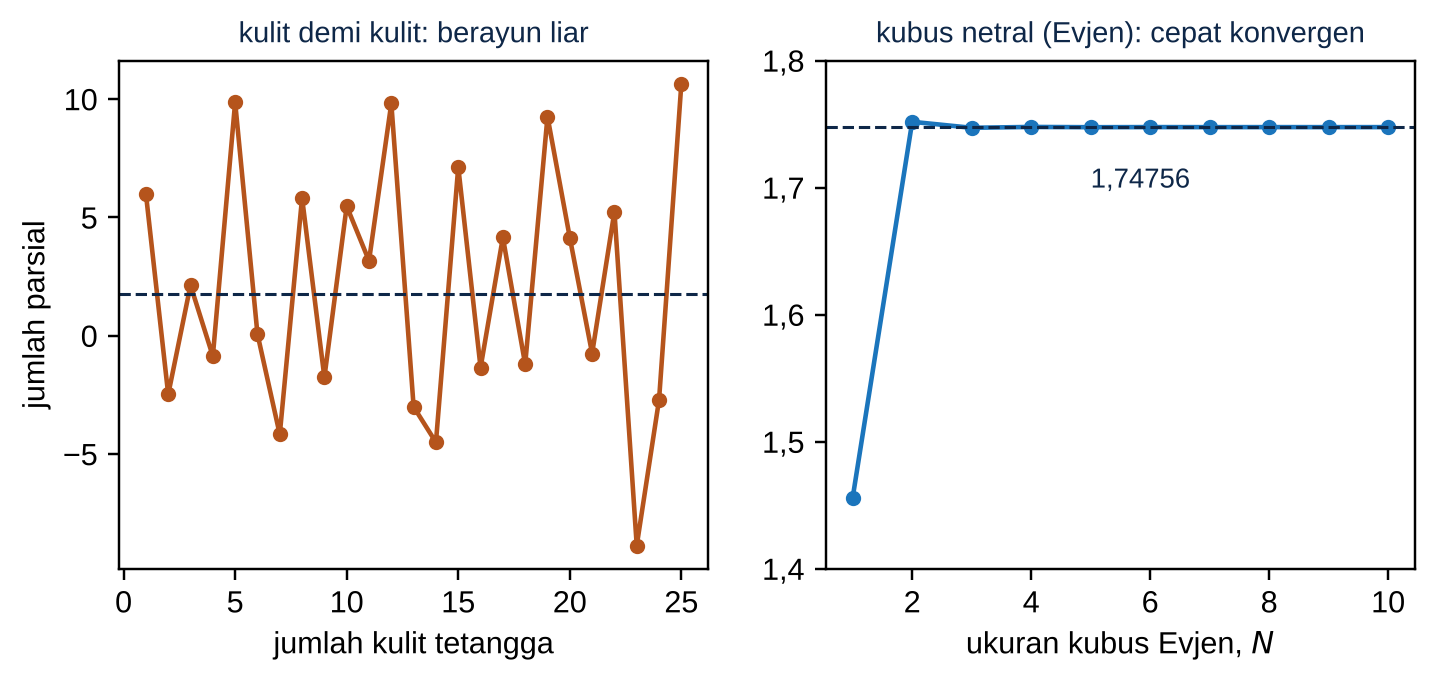 kulit demi kulit: berayun liar
10
5
0
−5
jumlah parsial
0 5 10 15 20 25
jumlah kulit tetangga
kubus netral (Evjen): cepat konvergen
1,8
1,7
1,6
1,5
1,4
1,74756
2 4 6 8 10
ukuran kubus Evjen, N